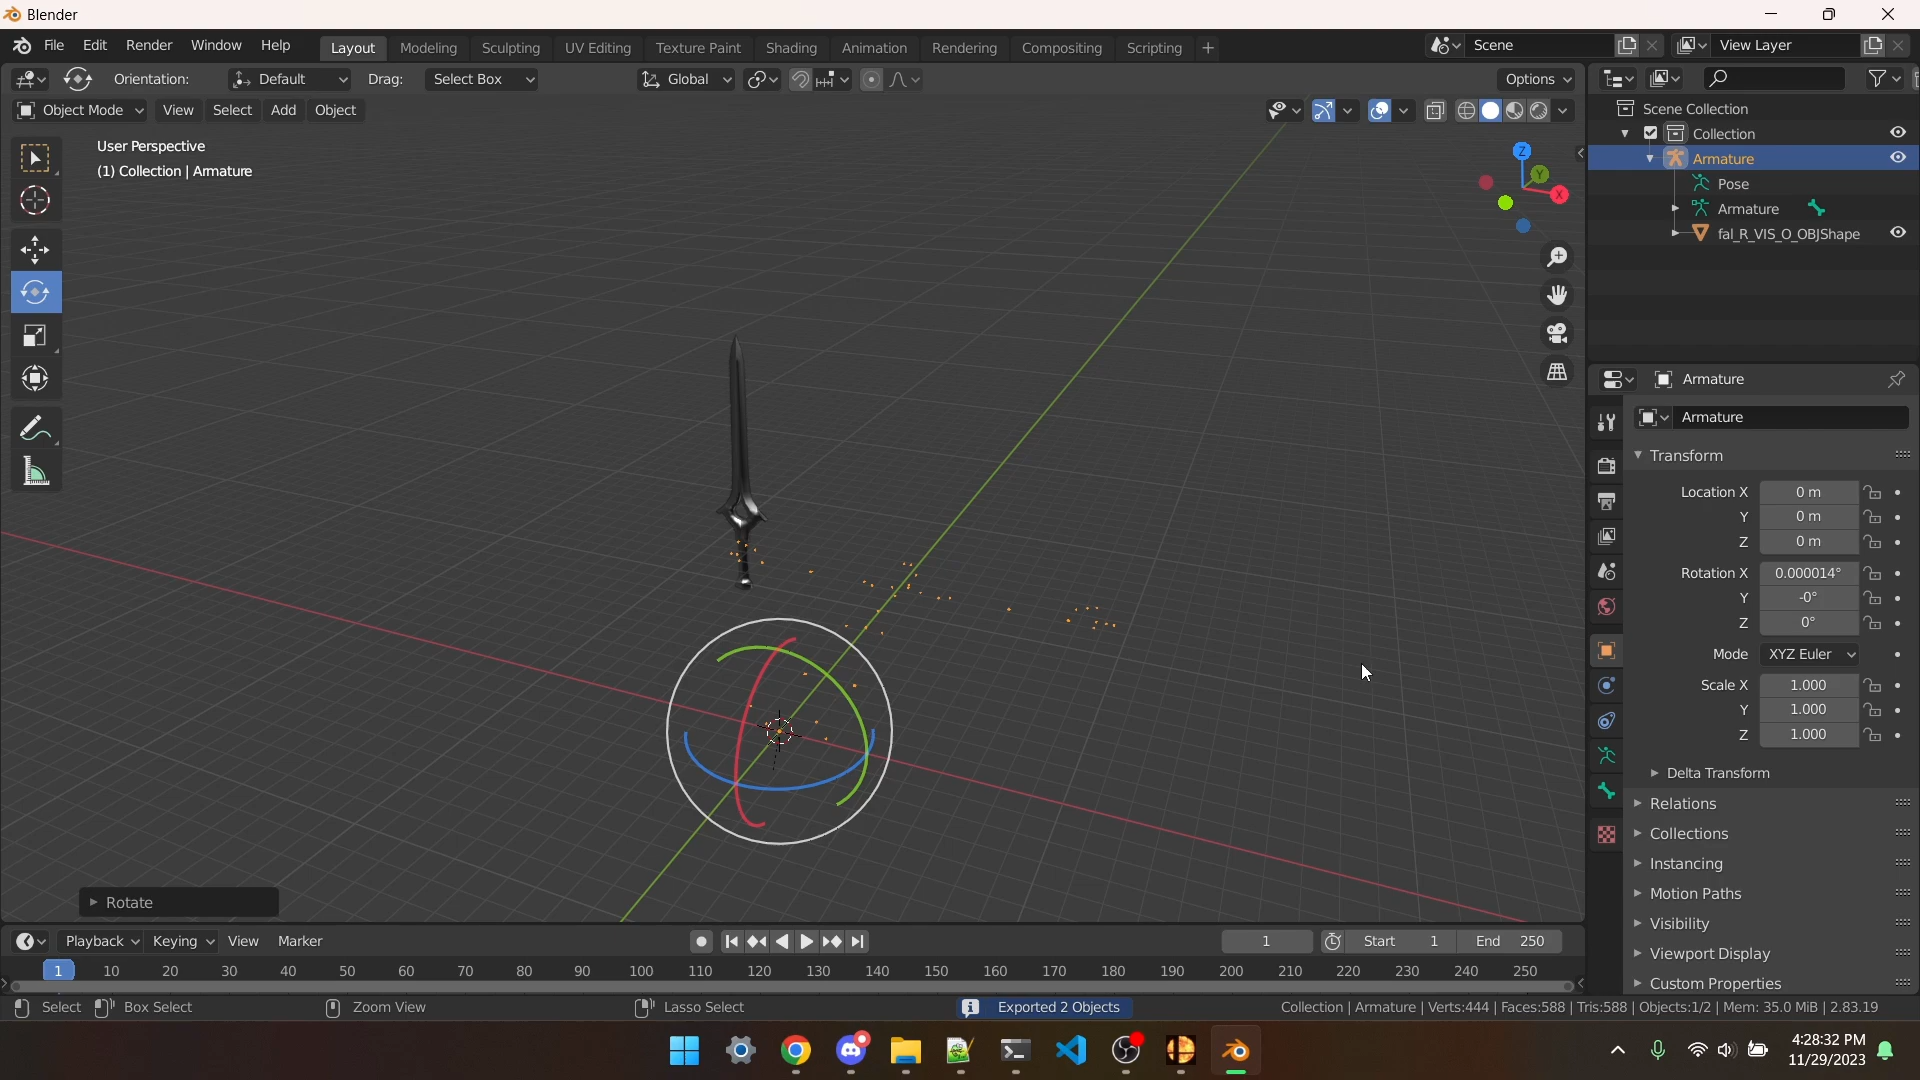 Blender
File Edit Render Window Help
Layout Modeling Sculpting UV Editing Texture Paint Shading Animation Rendering Compositing Scripting +
Scene
View Layer
Orientation: Default Drag: Select Box
Global
Options
Object Mode View Select Add Object
User Perspective
(1) Collection | Armature
Z
Y
X
Scene Collection
Collection
Armature
Pose
Armature
fal_R_VIS_O_OBJShape
Armature
Armature
Transform
Location X 0 m
Y 0 m
Z 0 m
Rotation X 0.000014°
Y -0°
Z 0°
Mode XYZ Euler
Scale X 1.000
Y 1.000
Z 1.000
Delta Transform
Relations
Collections
Instancing
Motion Paths
Visibility
Viewport Display
Custom Properties
Rotate
Playback Keying View Marker
1 Start 1 End 250
1 10 20 30 40 50 60 70 80 90 100 110 120 130 140 150 160 170 180 190 200 210 220 230 240 250
Select Box Select Zoom View Lasso Select Exported 2 Objects Collection | Armature | Verts:444 | Faces:588 | Tris:588 | Objects:1/2 | Mem: 35.0 MiB | 2.83.19
4:28:32 PM
11/29/2023